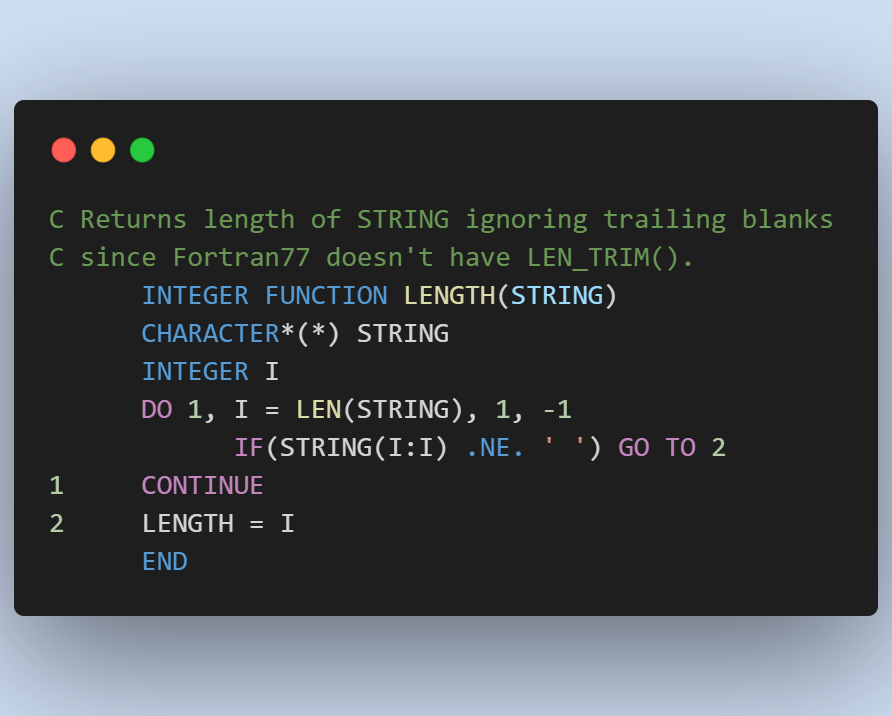 C Returns length of STRING ignoring trailing blanks
C since Fortran77 doesn't have LEN_TRIM().
      INTEGER FUNCTION LENGTH(STRING)
      CHARACTER*(*) STRING
      INTEGER I
      DO 1, I = LEN(STRING), 1, -1
            IF(STRING(I:I) .NE. ' ') GO TO 2
1     CONTINUE
2     LENGTH = I
      END